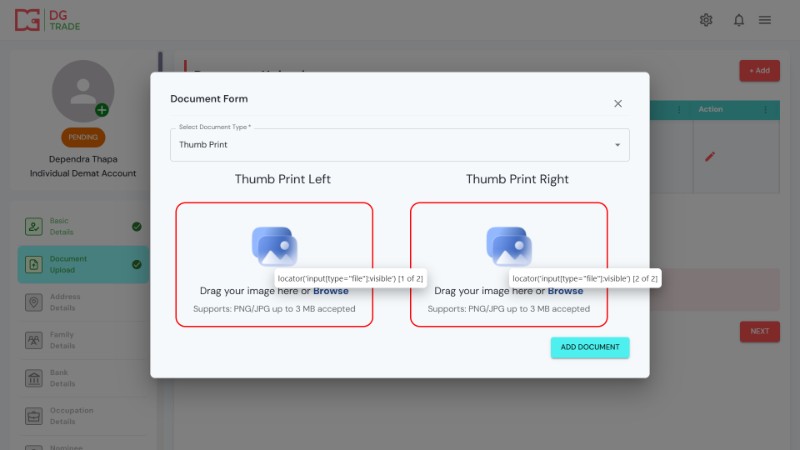 DG
TRADE
+ Add
Document Form
Action
Select Document Type *
Thumb Print
PENDING
Dependra Thapa
Individual Demat Account
Thumb Print Left
Thumb Print Right
Basic
Details
Document
Upload
Address
Details
Family
Details
Bank
Details
Occupation
Details
Nominee
locator('input[type="file"]:visible') [1 of 2]
locator('input[type="file"]:visible') [2 of 2]
Drag your image here or Browse
Drag your image here or Browse
Supports: PNG/JPG up to 3 MB accepted
Supports: PNG/JPG up to 3 MB accepted
NEXT
ADD DOCUMENT